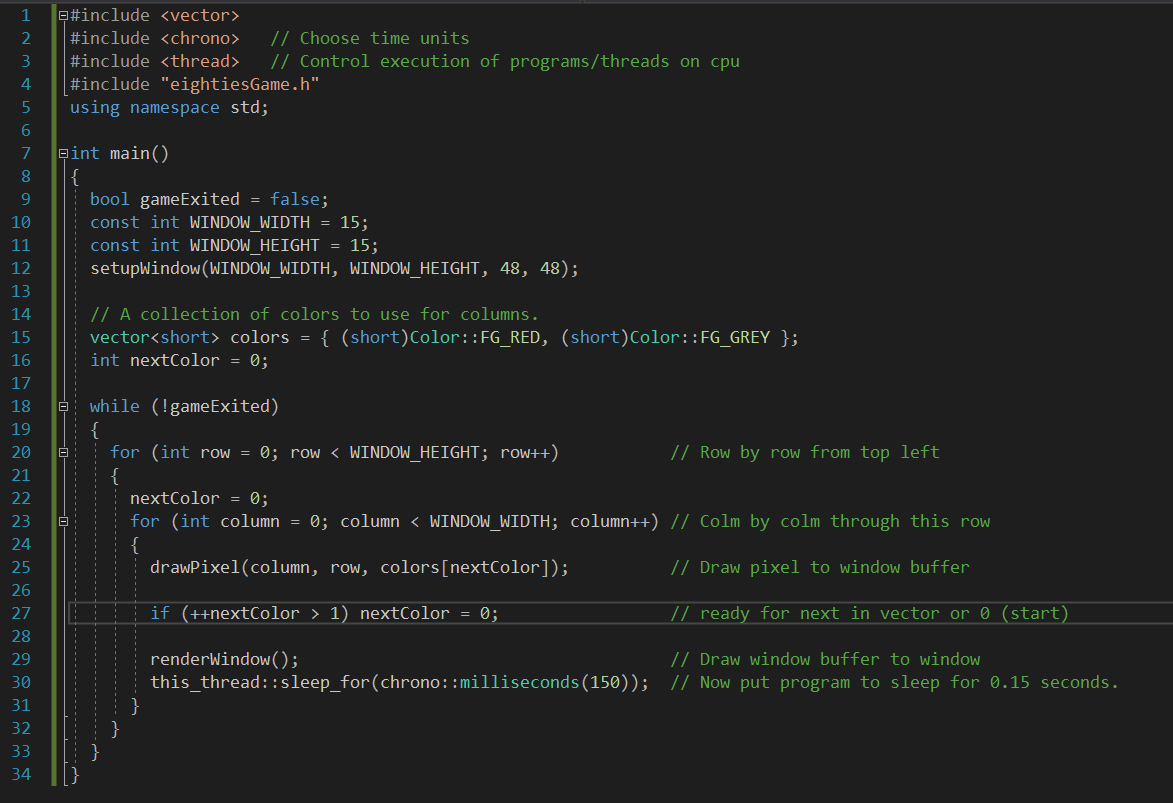 1 #include <vector>
2 #include <chrono>   // Choose time units
3 #include <thread>   // Control execution of programs/threads on cpu
4 #include "eightiesGame.h"
5 using namespace std;
6
7 int main()
8 {
9   bool gameExited = false;
10   const int WINDOW_WIDTH = 15;
11   const int WINDOW_HEIGHT = 15;
12   setupWindow(WINDOW_WIDTH, WINDOW_HEIGHT, 48, 48);
13
14   // A collection of colors to use for columns.
15   vector<short> colors = { (short)Color::FG_RED, (short)Color::FG_GREY };
16   int nextColor = 0;
17
18   while (!gameExited)
19   {
20     for (int row = 0; row < WINDOW_HEIGHT; row++)           // Row by row from top left
21     {
22       nextColor = 0;
23       for (int column = 0; column < WINDOW_WIDTH; column++) // Colm by colm through this row
24       {
25         drawPixel(column, row, colors[nextColor]);          // Draw pixel to window buffer
26
27         if (++nextColor > 1) nextColor = 0;                 // ready for next in vector or 0 (start)
28
29         renderWindow();                                     // Draw window buffer to window
30         this_thread::sleep_for(chrono::milliseconds(150));  // Now put program to sleep for 0.15 seconds.
31       }
32     }
33   }
34 }